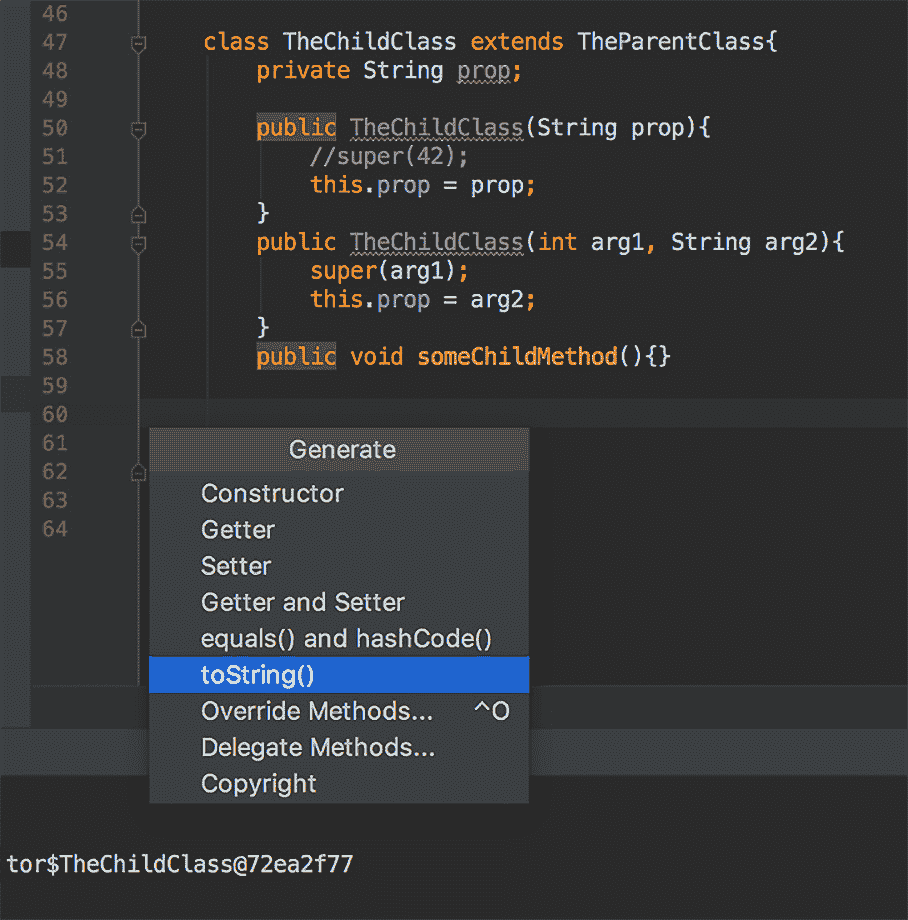 46
47 class TheChildClass extends TheParentClass{
48 private String prop;
49
50 public TheChildClass(String prop){
51 //super(42);
52 this.prop = prop;
53 }
54 public TheChildClass(int arg1, String arg2){
55 super(arg1);
56 this.prop = arg2;
57 }
58 public void someChildMethod(){}
59
60
61
62
63
64
Generate
Constructor
Getter
Setter
Getter and Setter
equals() and hashCode()
toString()
Override Methods... ^O
Delegate Methods...
Copyright
tor$TheChildClass@72ea2f77